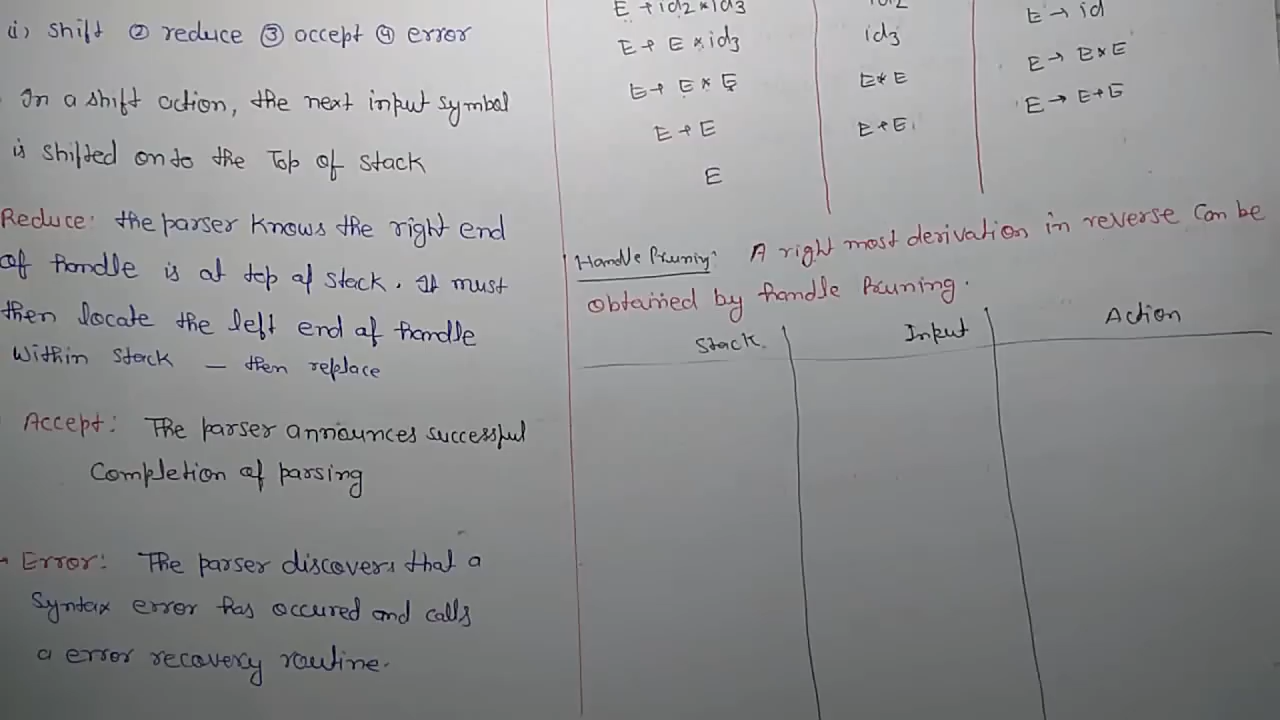 (i) shift ② reduce ③ accept ④ error
In a shift action, the next input symbol
is shifted onto the Top of stack
Reduce: the parser knows the right end
of handle is at top of stack. It must
then locate the left end of handle
within stack — then replace
Accept: The parser announces successful
Completion of parsing
Error: The parser discovers that a
Syntax error has occured and calls
a error recovery routine.
E + id2 * id3 id2 E → id
E + E * id3 id3 E → E * E
E + E * E E * E E → E + E
E + E E + E
E
Handle Pruning: A right most derivation in reverse can be
obtained by handle Pruning.
Stack Input Action